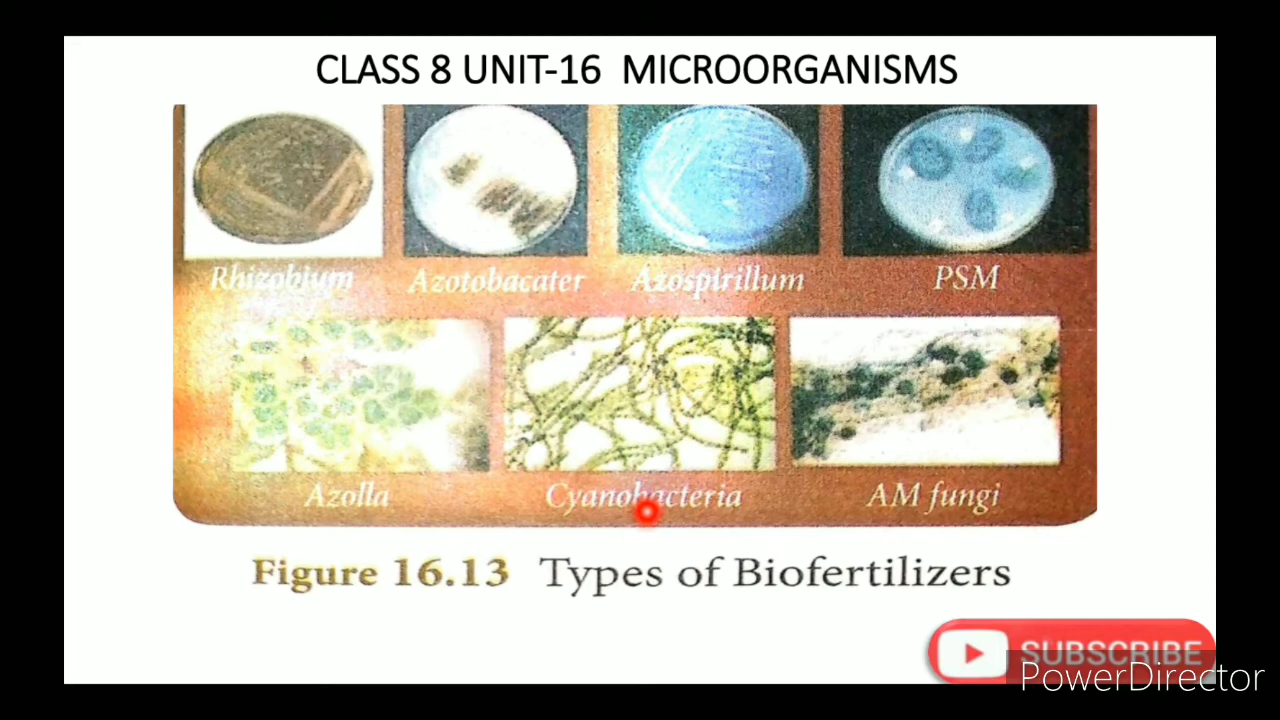 CLASS 8 UNIT-16 MICROORGANISMS
Rhizobium Azotobacater Azospirillum PSM
Azolla Cyanobacteria AM fungi
Figure 16.13 Types of Biofertilizers
SUBSCRIBE
PowerDirector